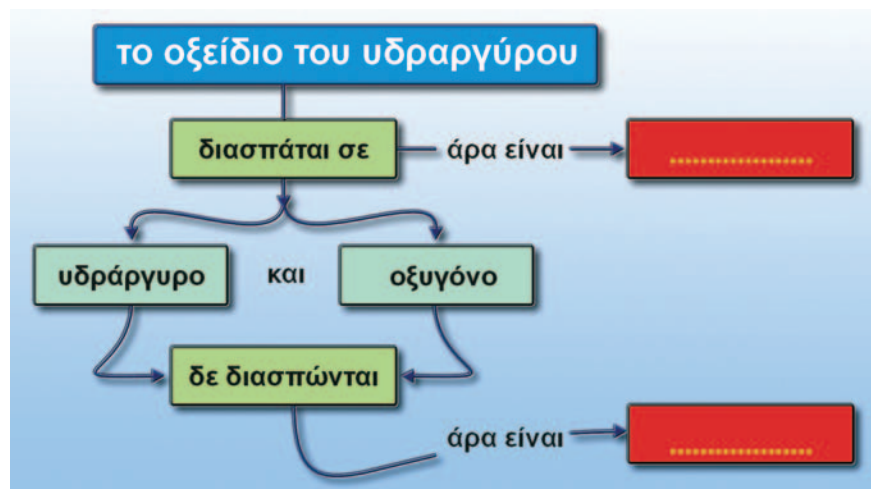 το οξείδιο του υδραργύρου
διασπάται σε
άρα είναι
...................
υδράργυρο
και
οξυγόνο
δε διασπώνται
άρα είναι
...................